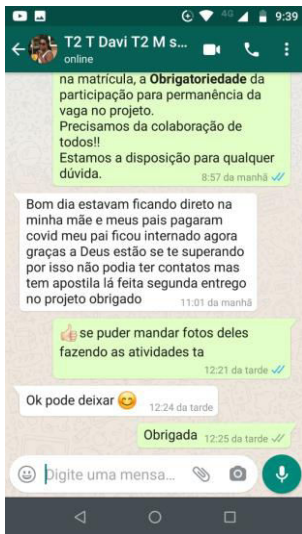 4G 9:39
T2 T Davi T2 M s...
online
na matrícula, a Obrigatoriedade da
participação para permanência da
vaga no projeto.
Precisamos da colaboração de
todos!!
Estamos a disposição para qualquer
dúvida.
8:57 da manhã
Bom dia estavam ficando direto na
minha mãe e meus pais pagaram
covid meu pai ficou internado agora
graças a Deus estão se te superando
por isso não podia ter contatos mas
tem apostila lá feita segunda entrego
no projeto obrigado
11:01 da manhã
se puder mandar fotos deles
fazendo as atividades ta
12:21 da tarde
Ok pode deixar
12:24 da tarde
Obrigada 12:25 da tarde
Digite uma mensa...